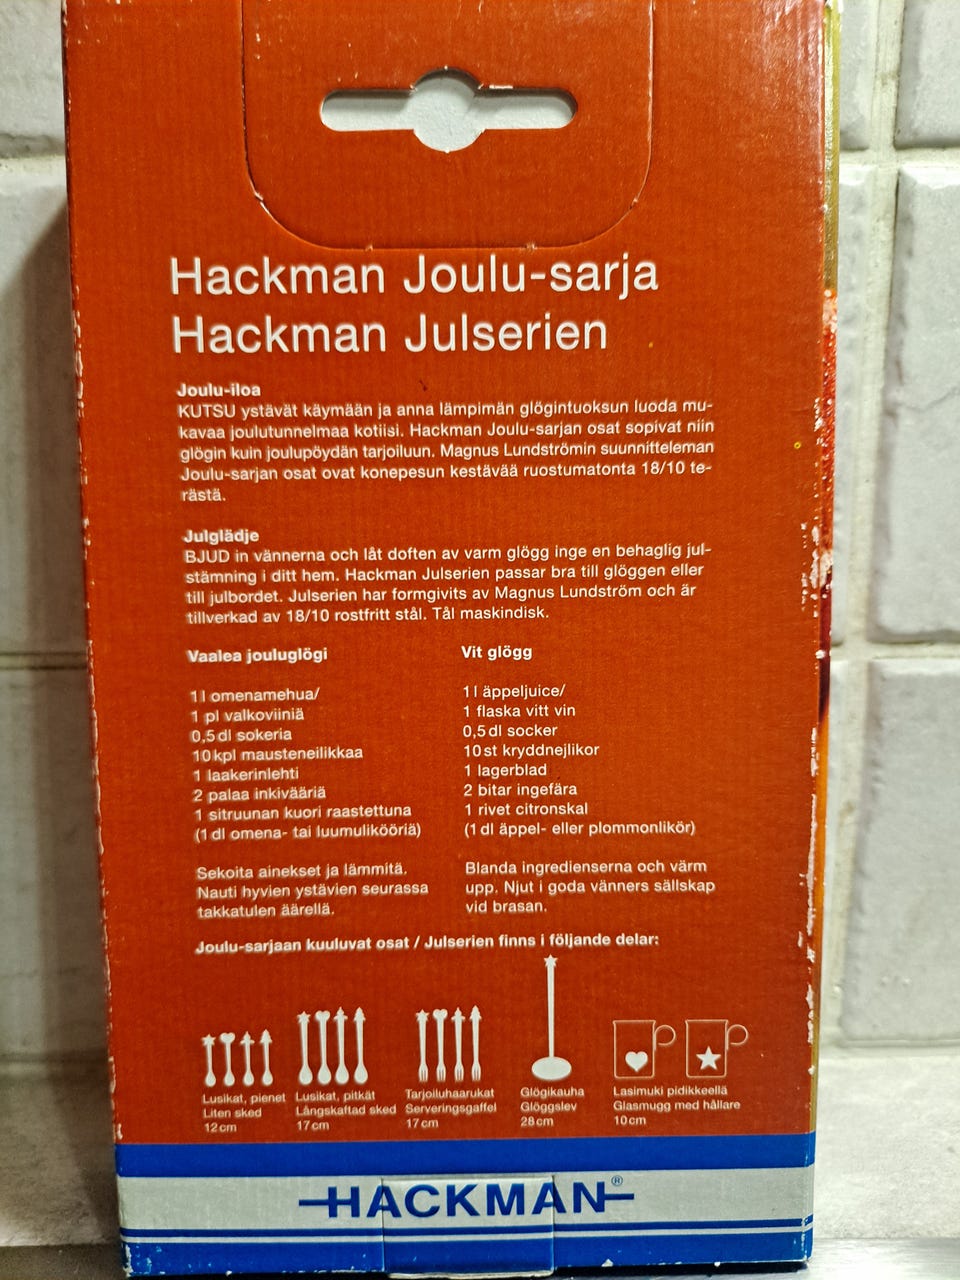 Hackman Joulu-sarja
Hackman Julserien
Joulu-iloa
KUTSU ystävät käymään ja anna lämpimän glögintuoksun luoda mu-
kavaa joulutunnelmaa kotiisi. Hackman Joulu-sarjan osat sopivat niin
glögin kuin joulupöydän tarjoiluun. Magnus Lundströmin suunnitteleman
Joulu-sarjan osat ovat konepesun kestävää ruostumatonta 18/10 te-
rästä.
Julglädje
BJUD in vännerna och låt doften av varm glögg inge en behaglig jul-
stämning i ditt hem. Hackman Julserien passar bra till glöggen eller
till julbordet. Julserien har formgivits av Magnus Lundström och är
tillverkad av 18/10 rostfritt stål. Tål maskindisk.
Vaalea jouluglögi
1 l omenamehua/
1 pl valkoviiniä
0,5 dl sokeria
10 kpl mausteneilikkaa
1 laakerinlehti
2 palaa inkivääriä
1 sitruunan kuori raastettuna
(1 dl omena- tai luumulikööriä)
Sekoita ainekset ja lämmitä.
Nauti hyvien ystävien seurassa
takkatulen äärellä.
Vit glögg
1 l äppeljuice/
1 flaska vitt vin
0,5 dl socker
10 st kryddnejlikor
1 lagerblad
2 bitar ingefära
1 rivet citronskal
(1 dl äppel- eller plommonlikör)
Blanda ingredienserna och värm
upp. Njut i goda vänners sällskap
vid brasan.
Joulu-sarjaan kuuluvat osat / Julserien finns i följande delar:
Lusikat, pienet
Liten sked
12 cm
Lusikat, pitkät
Långskaftad sked
17 cm
Tarjoiluhaarukat
Serveringsgaffel
17 cm
Glögikauha
Glöggslev
28 cm
Lasimuki pidikkeellä
Glasmugg med hållare
10 cm
HACKMAN®